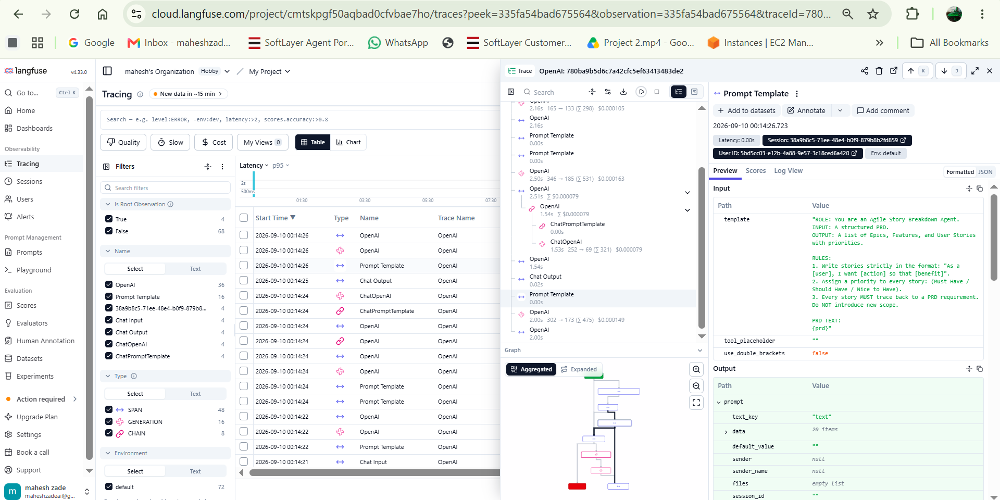 cloud.langfuse.com/project/cmtskpgf50aqbad0cfvbae7ho/traces?peek=335fa54bad675564&observation=335fa54bad675564&traceId=780...
Google
Inbox - maheshzad...
SoftLayer Agent Por...
WhatsApp
SoftLayer Customer...
Project 2.mp4 - Goo...
Instances | EC2 Man...
All Bookmarks
langfuse
v4.33.0
Go to...
Ctrl K
Home
Dashboards
Observability
Tracing
Sessions
Users
Alerts
Prompt Management
Prompts
Playground
Evaluation
Scores
Evaluators
Human Annotation
Datasets
Experiments
Action required
Upgrade Plan
Settings
Book a call
Support
m
mahesh zade
maheshzadeai@g...
mahesh's Organization
Hobby
My Project
Tracing
New data in ~15 min
Search — e.g. level:ERROR, -env:dev, latency:>2, scores.accuracy:>0.8
Quality
Slow
Cost
My Views 0
Table
Chart
Filters
Search filters
Is Root Observation
True 4
False 68
Name
Select Text
OpenAI 36
Prompt Template 16
38a9b8c5-71ee-48e4-b0f9-879b8... 4
Chat Input 4
Chat Output 4
ChatOpenAI 4
ChatPromptTemplate 4
Type
Select Text
SPAN 48
GENERATION 16
CHAIN 8
Environment
Select Text
default 72
Latency p95
2s
500ms
01:30 03:30 05:30 07:30
Start Time Type Name Trace Name
2026-09-10 00:14:26 OpenAI OpenAI
2026-09-10 00:14:26 OpenAI OpenAI
2026-09-10 00:14:26 Prompt Template OpenAI
2026-09-10 00:14:25 Chat Output OpenAI
2026-09-10 00:14:24 ChatOpenAI OpenAI
2026-09-10 00:14:24 ChatPromptTemplate OpenAI
2026-09-10 00:14:24 OpenAI OpenAI
2026-09-10 00:14:24 OpenAI OpenAI
2026-09-10 00:14:24 OpenAI OpenAI
2026-09-10 00:14:24 OpenAI OpenAI
2026-09-10 00:14:24 Prompt Template OpenAI
2026-09-10 00:14:24 Prompt Template OpenAI
2026-09-10 00:14:22 OpenAI OpenAI
2026-09-10 00:14:22 OpenAI OpenAI
2026-09-10 00:14:22 Prompt Template OpenAI
2026-09-10 00:14:21 Chat Input OpenAI
Trace
OpenAI: 780ba9b5d6c7a42cfc5ef63413483de2
K
J
Search
OpenAI
2.16s 165 → 133 (∑ 298) $0.000105
OpenAI
2.16s
Prompt Template
0.00s
Prompt Template
0.00s
OpenAI
2.50s 346 → 185 (∑ 531) $0.000163
OpenAI
2.51s ∑ $0.000079
OpenAI
1.54s ∑ $0.000079
ChatPromptTemplate
0.00s
ChatOpenAI
1.53s 252 → 69 (∑ 321) $0.000079
OpenAI
1.54s
Chat Output
0.02s
Prompt Template
0.00s
OpenAI
2.00s 302 → 173 (∑ 475) $0.000149
OpenAI
2.00s
Graph
Aggregated
Expanded
Prompt Template
Add to datasets
Annotate
Add comment
2026-09-10 00:14:26.723
Latency: 0.00s
Session: 38a9b8c5-71ee-48e4-b0f9-879b8b2fd859
User ID: 5bd5cc03-e12b-4a88-9e57-3c18ced6a420
Env: default
Preview
Scores
Log View
Formatted
JSON
Input
Path Value
template "ROLE: You are an Agile Story Breakdown Agent.
INPUT: A structured PRD.
OUTPUT: A list of Epics, Features, and User Stories
with priorities.
RULES:
1. Write stories strictly in the format: "As a
[user], I want [action] so that [benefit]".
2. Assign a priority to every story: (Must Have /
Should Have / Nice to Have).
3. Every story MUST trace back to a PRD requirement.
Do NOT introduce new scope.
PRD TEXT:
{prd}"
tool_placeholder ""
use_double_brackets false
Output
Path Value
prompt
text_key "text"
data 20 items
default_value ""
sender null
sender_name null
files empty list
session_id ""